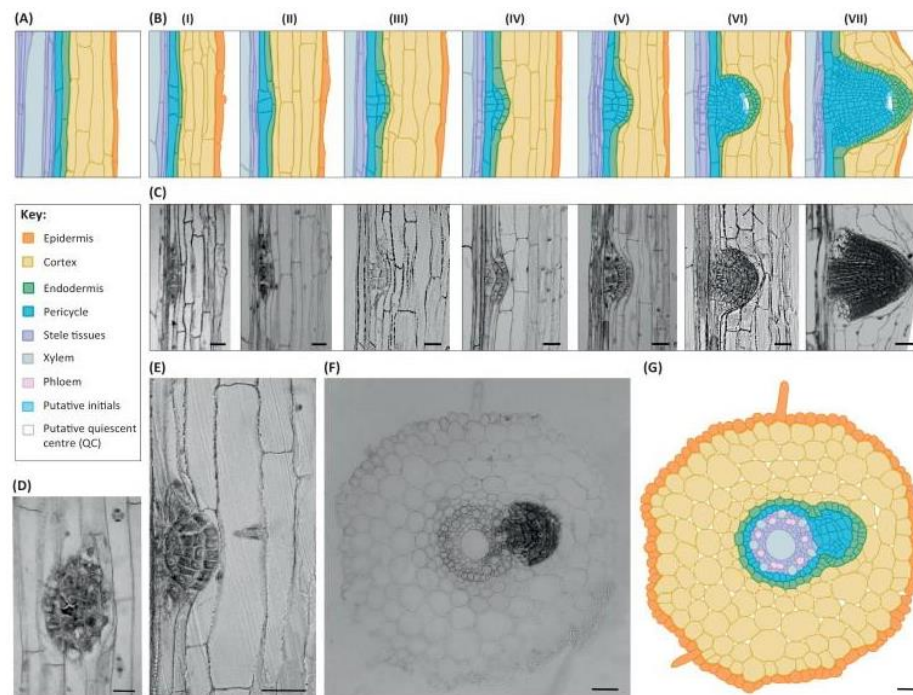 (A)
(B)
(I)
(II)
(III)
(IV)
(V)
(VI)
(VII)
(C)
Key:
Epidermis
Cortex
Endodermis
Pericycle
Stele tissues
Xylem
Phloem
Putative initials
Putative quiescent
centre (QC)
(D)
(E)
(F)
(G)